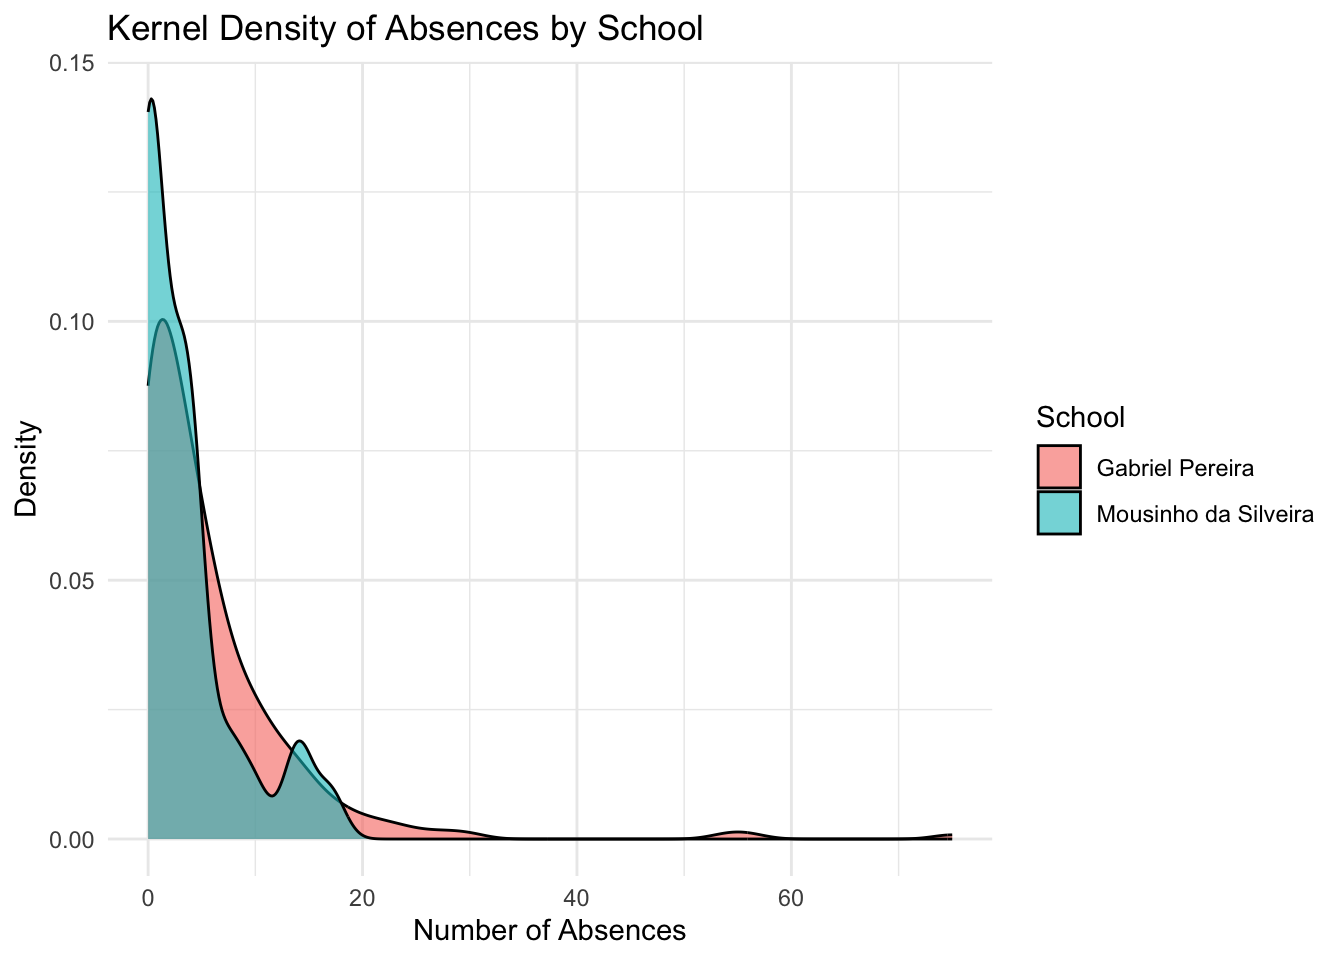 Kernel Density of Absences by School
0.15
0.10
0.05
0.00
Density
0 20 40 60
Number of Absences
School
Gabriel Pereira
Mousinho da Silveira